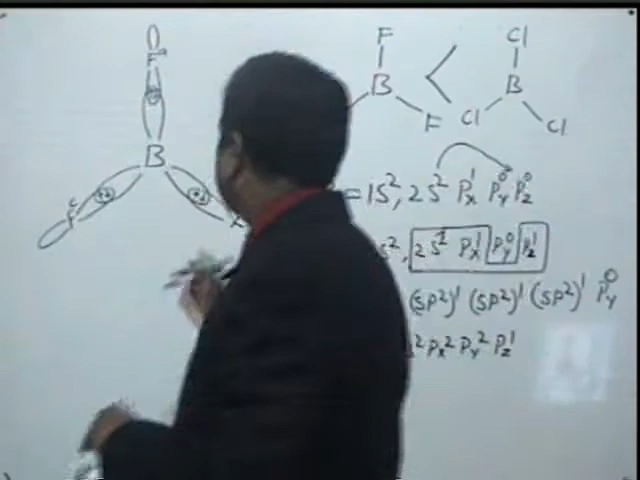 F
B
F
F
B
F
Cl
B
Cl
Cl
= 1S², 2S² Px¹ Py⁰ Pz⁰
S², 2S² Px¹ Py⁰ Pz¹
(SP²)¹ (SP²)¹ (SP²)¹ Py⁰
² Px² Py² Pz¹